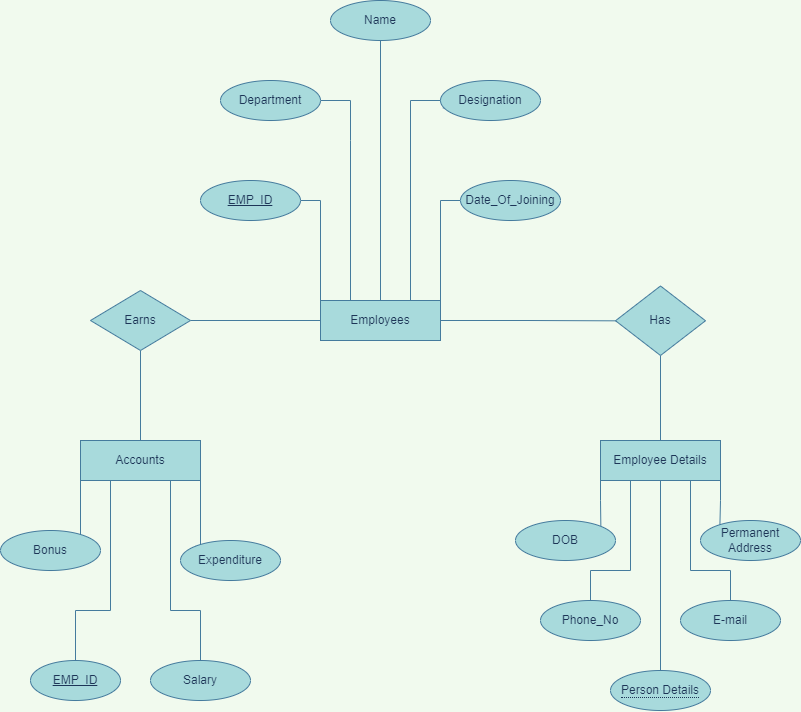 Name
Department
Designation
EMP_ID
Date_Of_Joining
Earns
Employees
Has
Accounts
Employee Details
Bonus
Expenditure
DOB
Permanent
Address
Phone_No
E-mail
EMP_ID
Salary
Person Details